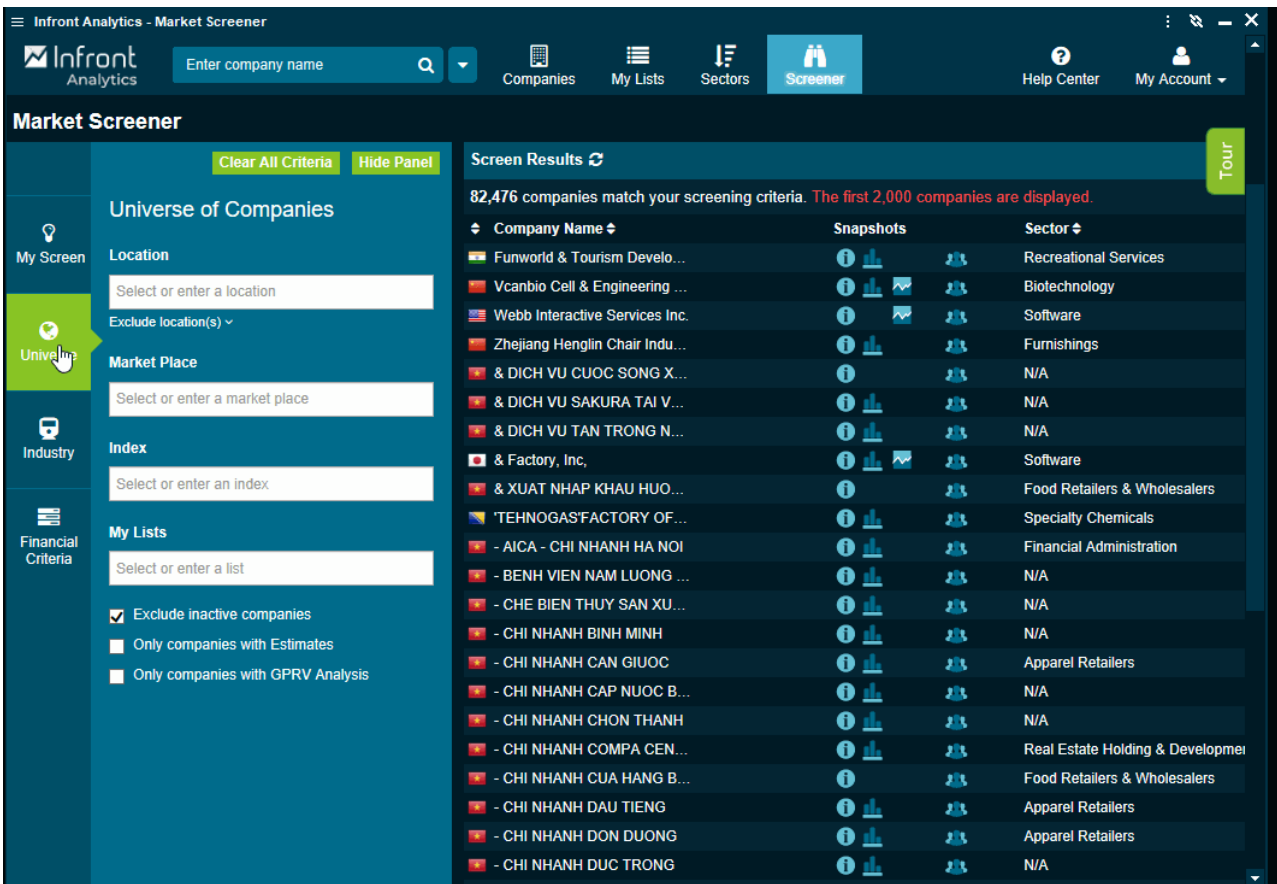 Infront Analytics - Market Screener
Infront
Analytics
Enter company name
Companies
My Lists
Sectors
Screener
Help Center
My Account
Market Screener
Tour
Clear All Criteria
Hide Panel
My Screen
Universe
Industry
Financial
Criteria
Universe of Companies
Location
Select or enter a location
Exclude location(s)
Market Place
Select or enter a market place
Index
Select or enter an index
My Lists
Select or enter a list
Exclude inactive companies
Only companies with Estimates
Only companies with GPRV Analysis
Screen Results
82,476 companies match your screening criteria. The first 2,000 companies are displayed.
Company Name Snapshots Sector
Funworld & Tourism Develo... Recreational Services
Vcanbio Cell & Engineering ... Biotechnology
Webb Interactive Services Inc. Software
Zhejiang Henglin Chair Indu... Furnishings
& DICH VU CUOC SONG X... N/A
& DICH VU SAKURA TAI V... N/A
& DICH VU TAN TRONG N... N/A
& Factory, Inc, Software
& XUAT NHAP KHAU HUO... Food Retailers & Wholesalers
'TEHNOGAS'FACTORY OF... Specialty Chemicals
- AICA - CHI NHANH HA NOI Financial Administration
- BENH VIEN NAM LUONG ... N/A
- CHE BIEN THUY SAN XU... N/A
- CHI NHANH BINH MINH N/A
- CHI NHANH CAN GIUOC Apparel Retailers
- CHI NHANH CAP NUOC B... N/A
- CHI NHANH CHON THANH N/A
- CHI NHANH COMPA CEN... Real Estate Holding & Developmen
- CHI NHANH CUA HANG B... Food Retailers & Wholesalers
- CHI NHANH DAU TIENG Apparel Retailers
- CHI NHANH DON DUONG Apparel Retailers
- CHI NHANH DUC TRONG N/A